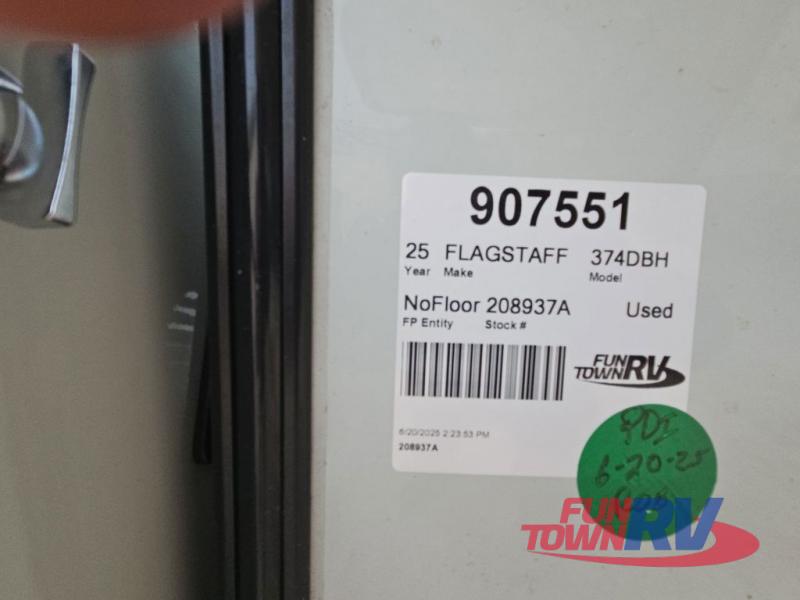 907551
25 FLAGSTAFF 374DBH
Year Make Model
NoFloor 208937A Used
FP Entity Stock #
FUN
TOWN RV
6/20/2025 2:23:53 PM
208937A
PDI
6-20-25
FUN
TOWN RV